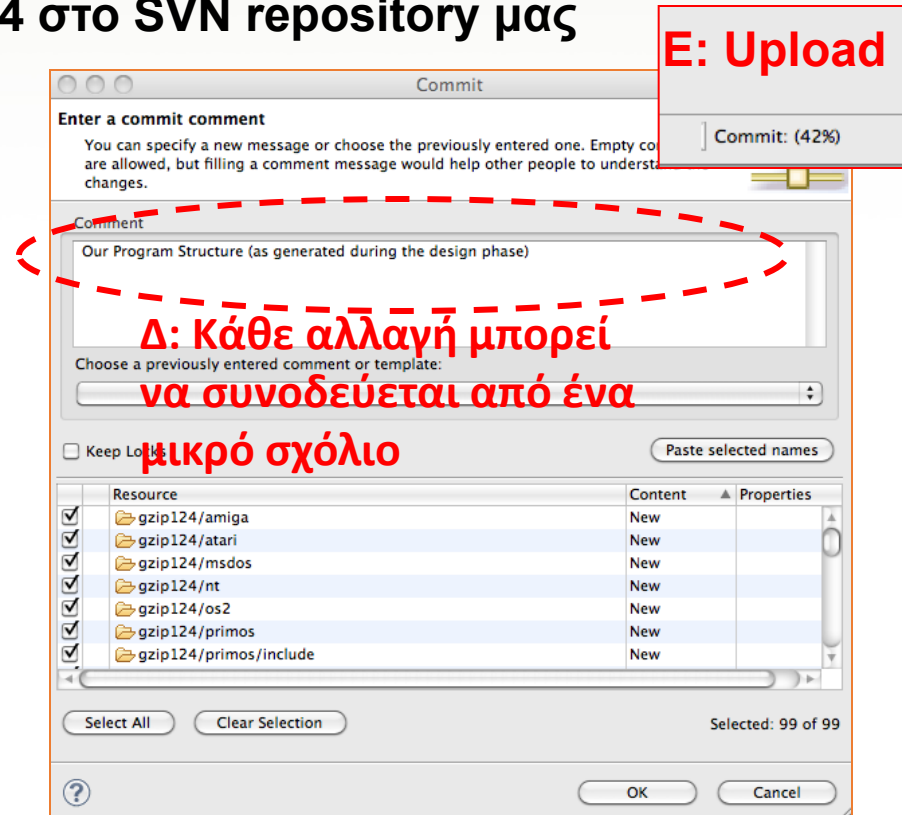 4 στο SVN repository μας
E: Upload
Commit: (42%)
Commit
Enter a commit comment
You can specify a new message or choose the previously entered one. Empty co
are allowed, but filling a comment message would help other people to understand the
changes.
Comment
Our Program Structure (as generated during the design phase)
Δ: Κάθε αλλαγή μπορεί
Choose a previously entered comment or template:
να συνοδεύεται από ένα
μικρό σχόλιο
Keep Locks
Paste selected names
Resource Content Properties
gzip124/amiga New
gzip124/atari New
gzip124/msdos New
gzip124/nt New
gzip124/os2 New
gzip124/primos New
gzip124/primos/include New
Select All Clear Selection Selected: 99 of 99
? OK Cancel